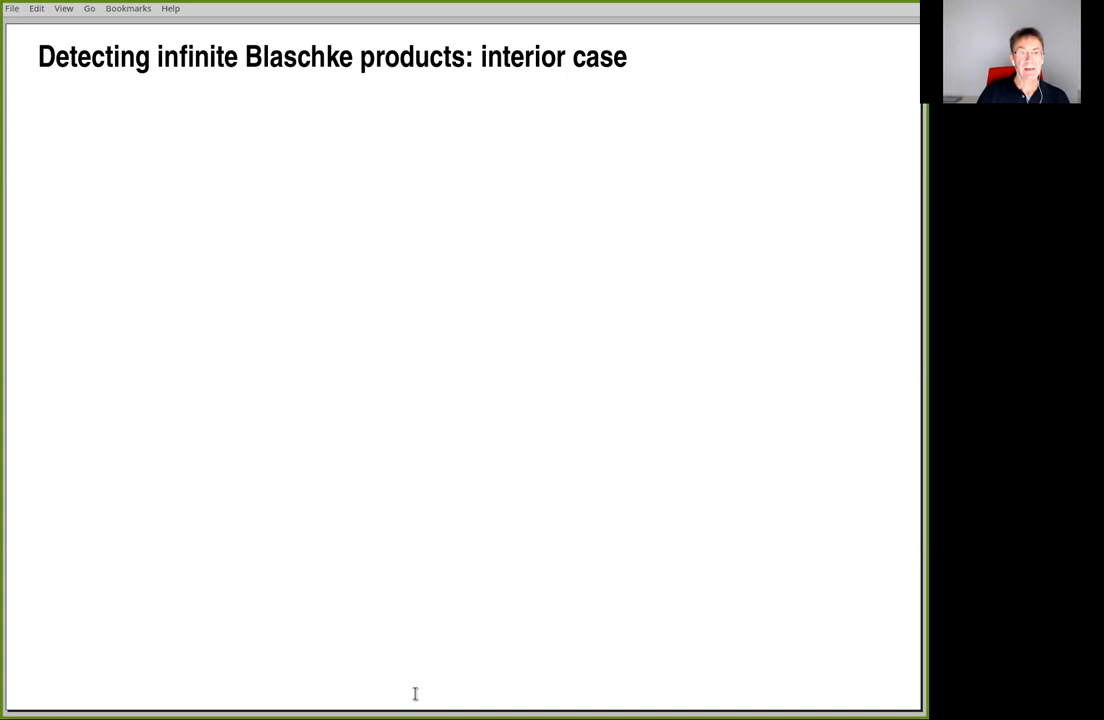 File Edit View Go Bookmarks Help
Detecting infinite Blaschke products: interior case